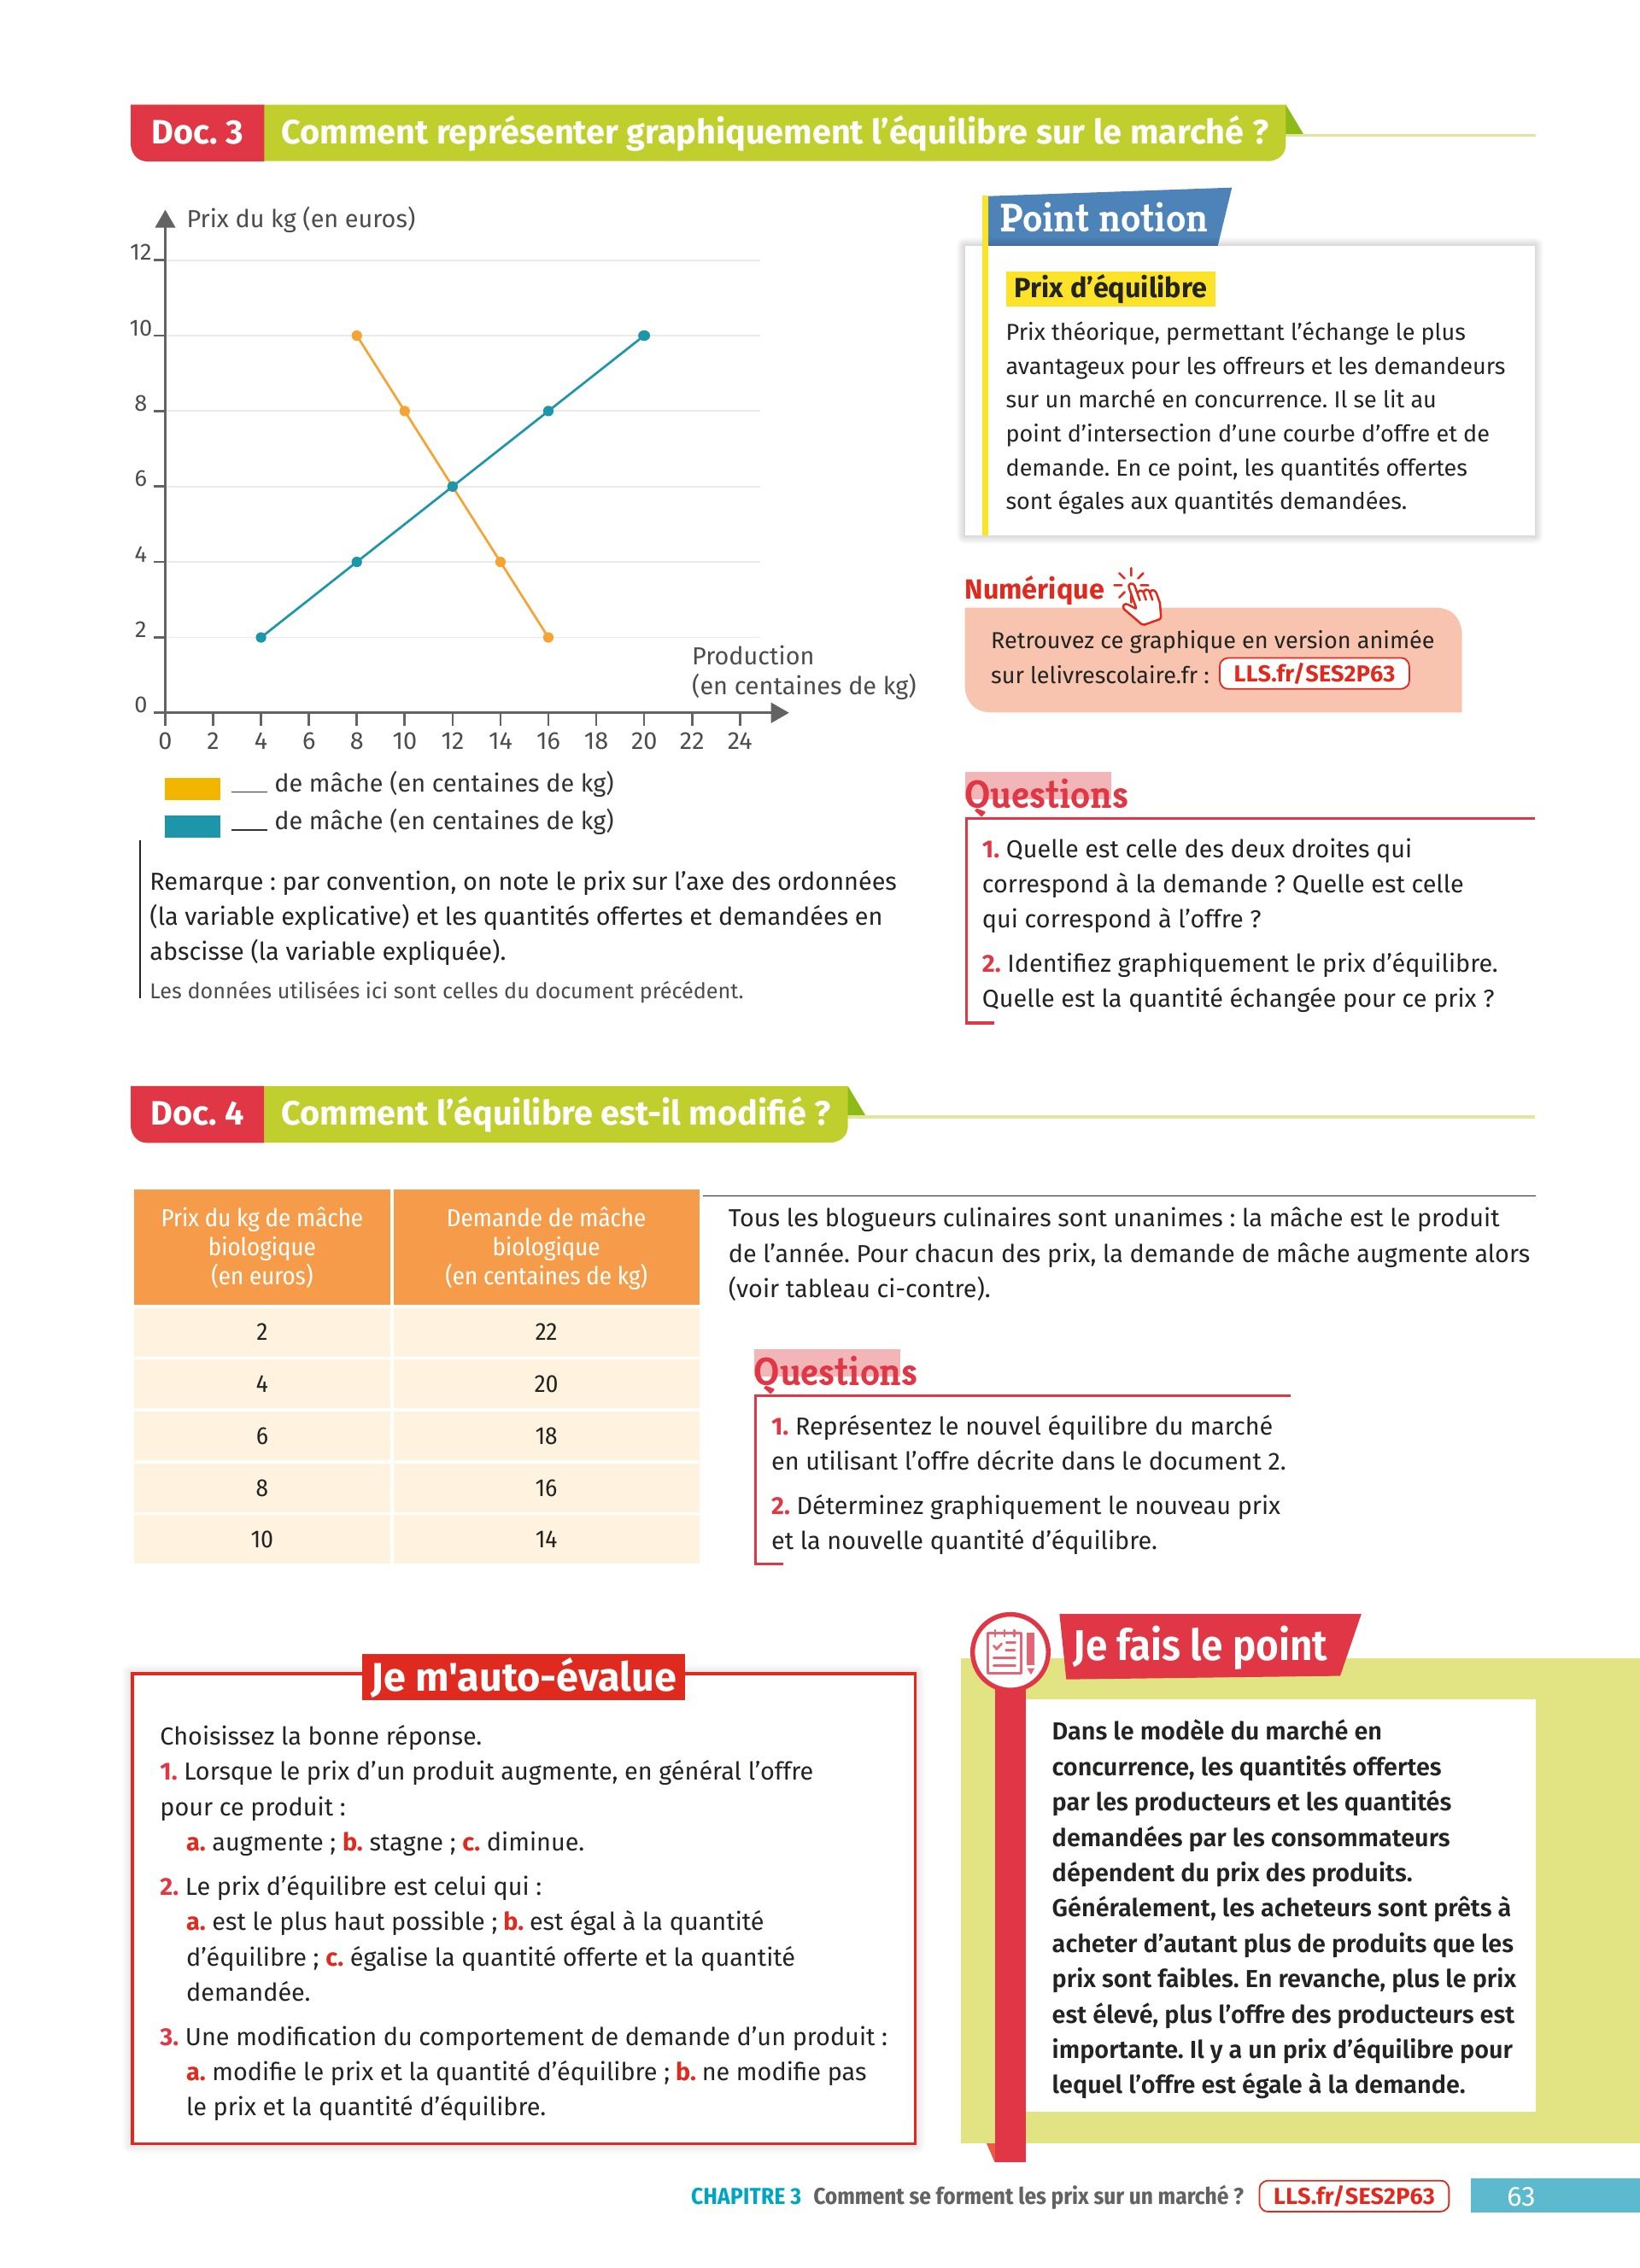 Doc. 3 Comment représenter graphiquement l’équilibre sur le marché ?
Prix du kg (en euros)
12
10
8
6
4
2
0
Production
(en centaines de kg)
0 2 4 6 8 10 12 14 16 18 20 22 24
___ de mâche (en centaines de kg)
___ de mâche (en centaines de kg)
Remarque : par convention, on note le prix sur l’axe des ordonnées
(la variable explicative) et les quantités offertes et demandées en
abscisse (la variable expliquée).
Les données utilisées ici sont celles du document précédent.
Point notion
Prix d’équilibre
Prix théorique, permettant l’échange le plus
avantageux pour les offreurs et les demandeurs
sur un marché en concurrence. Il se lit au
point d’intersection d’une courbe d’offre et de
demande. En ce point, les quantités offertes
sont égales aux quantités demandées.
Numérique
Retrouvez ce graphique en version animée
sur lelivrescolaire.fr : LLS.fr/SES2P63
Questions
1. Quelle est celle des deux droites qui
correspond à la demande ? Quelle est celle
qui correspond à l’offre ?
2. Identifiez graphiquement le prix d’équilibre.
Quelle est la quantité échangée pour ce prix ?
Doc. 4 Comment l’équilibre est-il modifié ?
Prix du kg de mâche
biologique
(en euros)
Demande de mâche
biologique
(en centaines de kg)
2 22
4 20
6 18
8 16
10 14
Tous les blogueurs culinaires sont unanimes : la mâche est le produit
de l’année. Pour chacun des prix, la demande de mâche augmente alors
(voir tableau ci-contre).
Questions
1. Représentez le nouvel équilibre du marché
en utilisant l’offre décrite dans le document 2.
2. Déterminez graphiquement le nouveau prix
et la nouvelle quantité d’équilibre.
Je m'auto-évalue
Choisissez la bonne réponse.
1. Lorsque le prix d’un produit augmente, en général l’offre
pour ce produit :
a. augmente ; b. stagne ; c. diminue.
2. Le prix d’équilibre est celui qui :
a. est le plus haut possible ; b. est égal à la quantité
d’équilibre ; c. égalise la quantité offerte et la quantité
demandée.
3. Une modification du comportement de demande d’un produit :
a. modifie le prix et la quantité d’équilibre ; b. ne modifie pas
le prix et la quantité d’équilibre.
Je fais le point
Dans le modèle du marché en
concurrence, les quantités offertes
par les producteurs et les quantités
demandées par les consommateurs
dépendent du prix des produits.
Généralement, les acheteurs sont prêts à
acheter d’autant plus de produits que les
prix sont faibles. En revanche, plus le prix
est élevé, plus l’offre des producteurs est
importante. Il y a un prix d’équilibre pour
lequel l’offre est égale à la demande.
CHAPITRE 3 Comment se forment les prix sur un marché ? LLS.fr/SES2P63 63